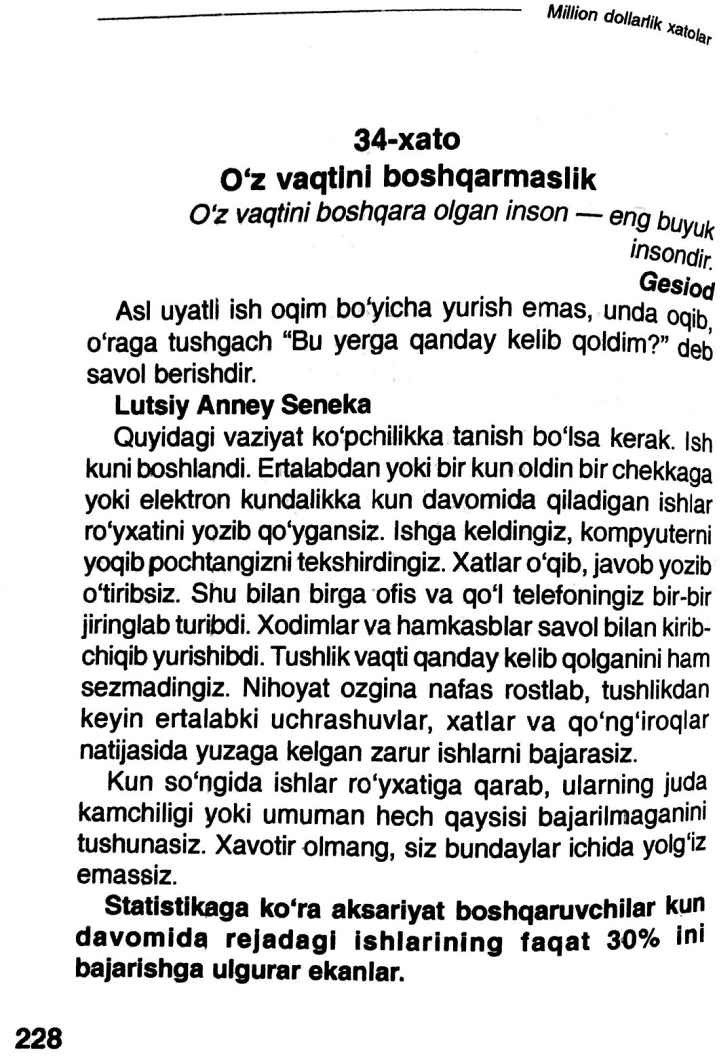 Million dollarlik xatolar
34-xato
O‘z vaqtini boshqarmaslik
O‘z vaqtini boshqara olgan inson — eng buyuk
insondir.
Gesiod
Asl uyatli ish oqim bo‘yicha yurish emas, unda oqib,
o‘raga tushgach “Bu yerga qanday kelib qoldim?” deb
savol berishdir.
Lutsiy Anney Seneka
Quyidagi vaziyat ko‘pchilikka tanish bo‘lsa kerak. Ish
kuni boshlandi. Ertalabdan yoki bir kun oldin bir chekkaga
yoki elektron kundalikka kun davomida qiladigan ishlar
ro‘yxatini yozib qo‘ygansiz. Ishga keldingiz, kompyuterni
yoqib pochtangizni tekshirdingiz. Xatlar o‘qib, javob yozib
o‘tiribsiz. Shu bilan birga ofis va qo‘l telefoningiz bir-bir
jiringlab turibdi. Xodimlar va hamkasblar savol bilan kirib-
chiqib yurishibdi. Tushlik vaqti qanday kelib qolganini ham
sezmadingiz. Nihoyat ozgina nafas rostlab, tushlikdan
keyin ertalabki uchrashuvlar, xatlar va qo‘ng‘iroqlar
natijasida yuzaga kelgan zarur ishlarni bajarasiz.
Kun so‘ngida ishlar ro‘yxatiga qarab, ularning juda
kamchiligi yoki umuman hech qaysisi bajarilmaganini
tushunasiz. Xavotir olmang, siz bundaylar ichida yolg‘iz
emassiz.
Statistikaga ko‘ra aksariyat boshqaruvchilar kun
davomida rejadagi ishlarining faqat 30% ini
bajarishga ulgurar ekanlar.
228